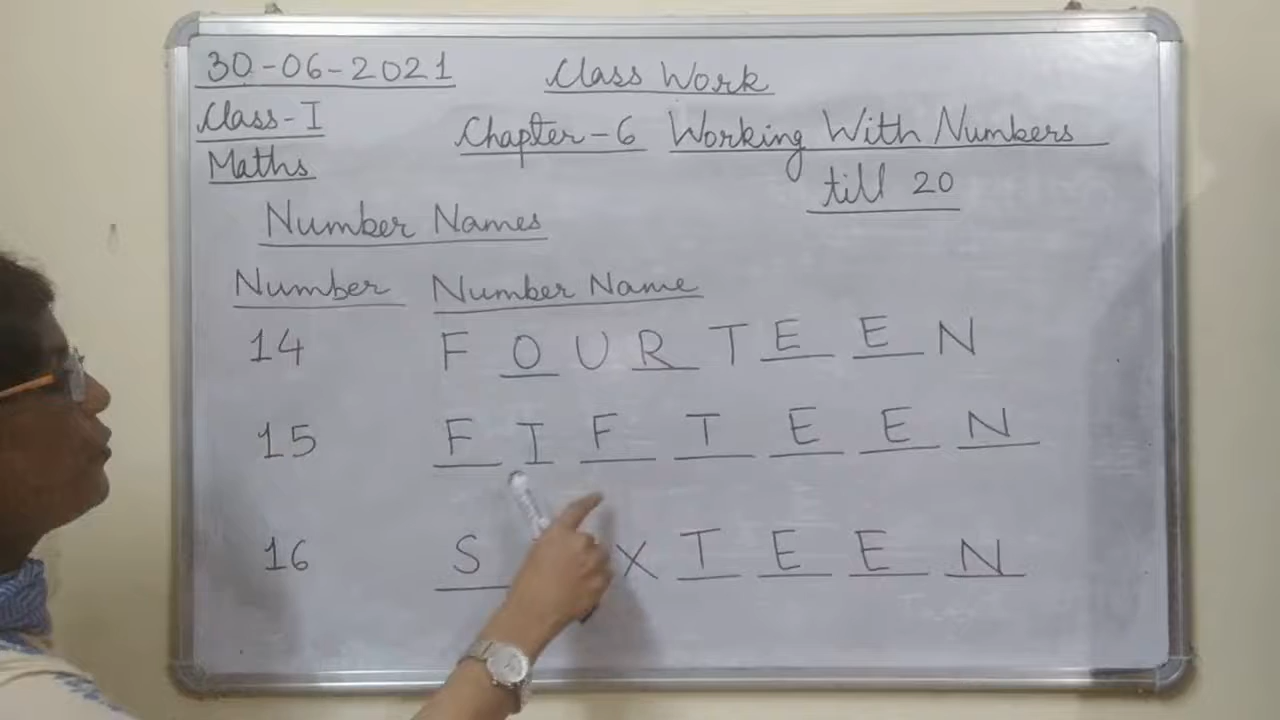 30-06-2021 Class Work
Class-I Chapter-6 Working With Numbers
Maths till 20
Number Names
Number Number Name
14 F O U R T E E N
15 F I F T E E N
16 S X T E E N